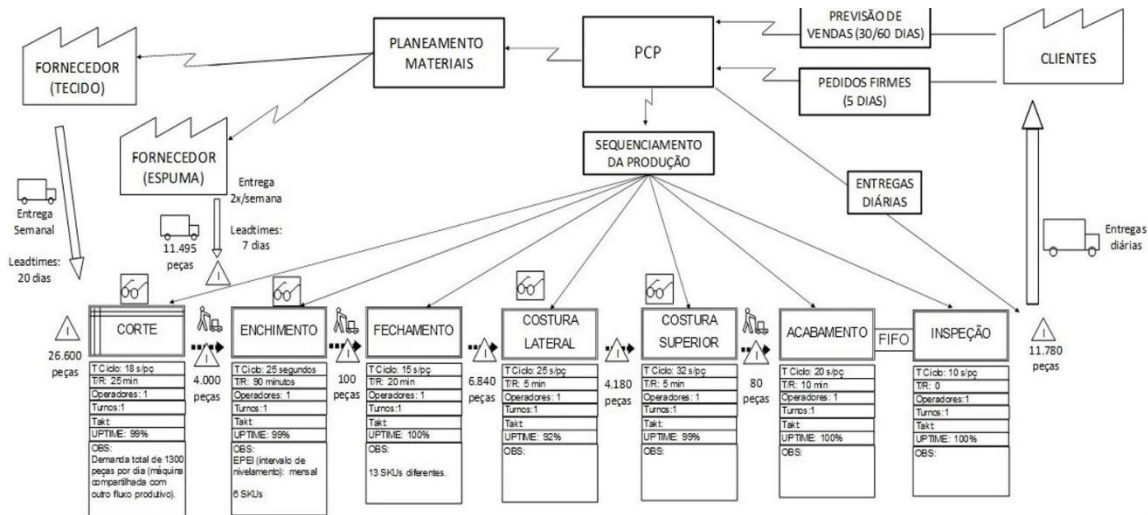 FORNECEDOR
(TECIDO)
PLANEAMENTO
MATERIAIS
PCP
PREVISÃO DE
VENDAS (30/60 DIAS)
PEDIDOS FIRMES
(5 DIAS)
CLIENTES
FORNECEDOR
(ESPUMA)
SEQUENCIAMENTO
DA PRODUÇÃO
ENTREGAS
DIÁRIAS
Entrega
Semanal
Leadtimes:
20 dias
Entrega
2x/semana
Leadtimes:
7 dias
11.495
peças
I
Entregas
diárias
I
26.600
peças
CORTE
T Ciclo: 18 s/pç
T/R: 25 min
Operadores: 1
Turnos:1
Takt:
UPTIME: 99%
OBS:
Demanda total de 1300
peças por dia (máquina
compartilhada com
outro fluxo produtivo).
I
4.000
peças
ENCHIMENTO
T Ciclo: 25 segundos
T/R: 90 minutos
Operadores: 1
Turnos:1
Takt:
UPTIME: 99%
OBS:
EPEI (intervalo de
nivelamento): mensal
6 SKUs
I
100
peças
FECHAMENTO
T Ciclo: 15 s/pç
T/R: 20 min
Operadores: 1
Turnos:1
Takt:
UPTIME: 100%
OBS:
13 SKUs diferentes.
I
6.840
peças
COSTURA
LATERAL
T Ciclo: 25 s/pç
T/R: 5 min
Operadores: 1
Turnos:1
Takt:
UPTIME: 92%
OBS:
I
4.180
peças
COSTURA
SUPERIOR
T Ciclo: 32 s/pç
T/R: 5 min
Operadores: 1
Turnos:1
Takt:
UPTIME: 99%
OBS:
I
80
peças
ACABAMENTO
T Ciclo: 20 s/pç
T/R: 10 min
Operadores: 1
Turnos:1
Takt:
UPTIME: 100%
OBS:
FIFO
INSPEÇÃO
T Ciclo: 10 s/pç
T/R: 0
Operadores: 1
Turnos:1
Takt:
UPTIME: 100%
OBS:
I
11.780
peças